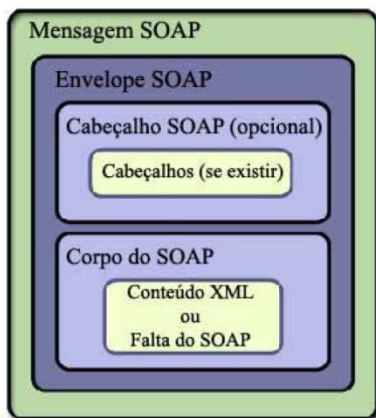 Mensagem SOAP
Envelope SOAP
Cabeçalho SOAP (opcional)
Cabeçalhos (se existir)
Corpo do SOAP
Conteúdo XML
ou
Falta do SOAP